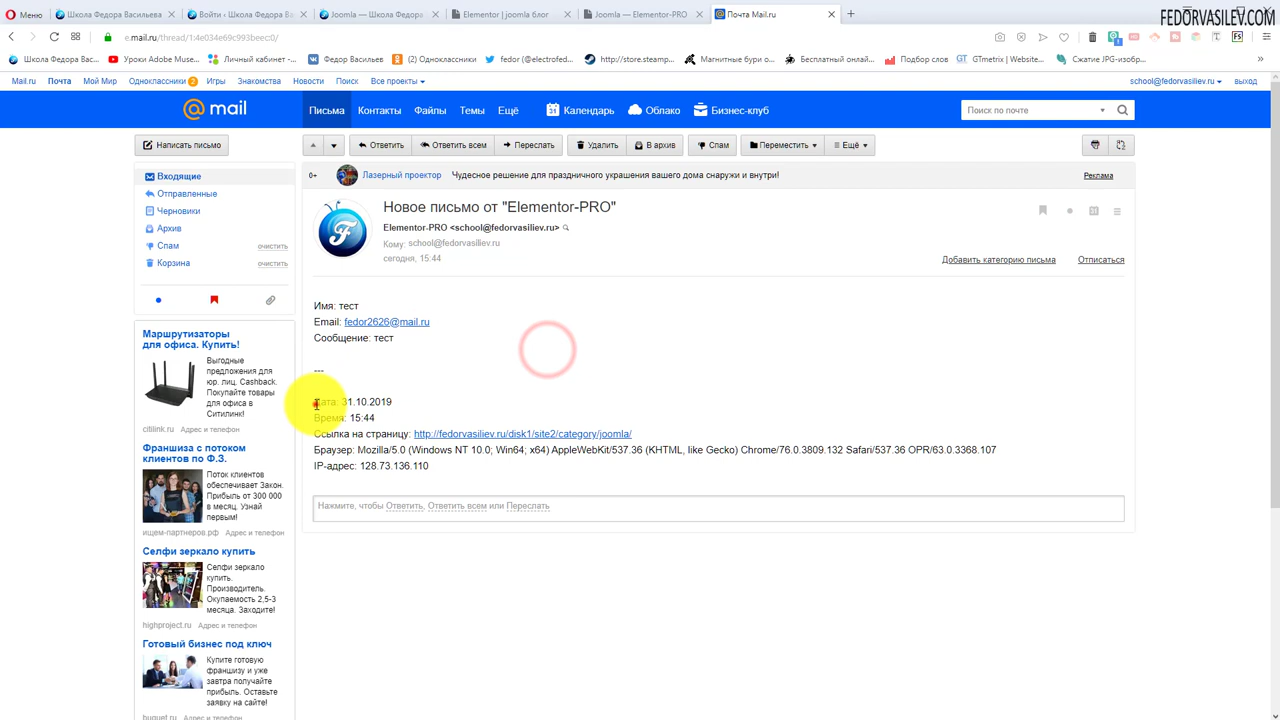 Меню
Школа Федора Васильева
Войти ‹ Школа Федора В
Joomla — Школа Федора
Elementor | joomla блог
Joomla — Elementor-PRO
Почта Mail.ru
FEDORVASILEV.COM
e.mail.ru/thread/1:4e034e69c993beec:0/
Школа Федора Васи...
Уроки Adobe Muse...
Личный кабинет ·
Федор Васильев
(2) Одноклассники
fedor (@electrofed...
http://store.steamp...
Магнитные бури о...
Бесплатный онлай...
Подбор слов
GTmetrix | Website...
Сжатие JPG-изобр...
Mail.ru
Почта
Мой Мир
Одноклассники 2
Игры
Знакомства
Новости
Поиск
Все проекты
school@fedorvasiliev.ru
выход
@ mail
Письма
Контакты
Файлы
Темы
Ещё
31 Календарь
Облако
Бизнес-клуб
Поиск по почте
Написать письмо
Ответить
Ответить всем
Переслать
Удалить
В архив
Спам
Переместить
Ещё
Входящие
Отправленные
Черновики
Архив
Спам очистить
Корзина очистить
0+
Лазерный проектор
Чудесное решение для праздничного украшения вашего дома снаружи и внутри!
Реклама
Новое письмо от "Elementor-PRO"
Elementor-PRO <school@fedorvasiliev.ru>
Кому: school@fedorvasiliev.ru
сегодня, 15:44
Добавить категорию письма
Отписаться
Имя: тест
Email: fedor2626@mail.ru
Сообщение: тест
---
Дата: 31.10.2019
Время: 15:44
Ссылка на страницу: http://fedorvasiliev.ru/disk1/site2/category/joomla/
Браузер: Mozilla/5.0 (Windows NT 10.0; Win64; x64) AppleWebKit/537.36 (KHTML, like Gecko) Chrome/76.0.3809.132 Safari/537.36 OPR/63.0.3368.107
IP-адрес: 128.73.136.110
Нажмите, чтобы Ответить, Ответить всем или Переслать
Маршрутизаторы
для офиса. Купить!
Выгодные
предложения для
юр. лиц. Cashback.
Покупайте товары
для офиса в
Ситилинк!
citilink.ru Адрес и телефон
Франшиза с потоком
клиентов по Ф.З.
Поток клиентов
обеспечивает Закон.
Прибыль от 300 000
в месяц. Узнай
первым!
ищем-партнеров.рф Адрес и телефон
Селфи зеркало купить
Селфи зеркало
купить.
Производитель.
Окупаемость 2,5-3
месяца. Заходите!
highproject.ru Адрес и телефон
Готовый бизнес под ключ
Купите готовую
франшизу и уже
завтра получайте
прибыль. Оставьте
заявку на сайте!
buguet.ru Адрес и телефон